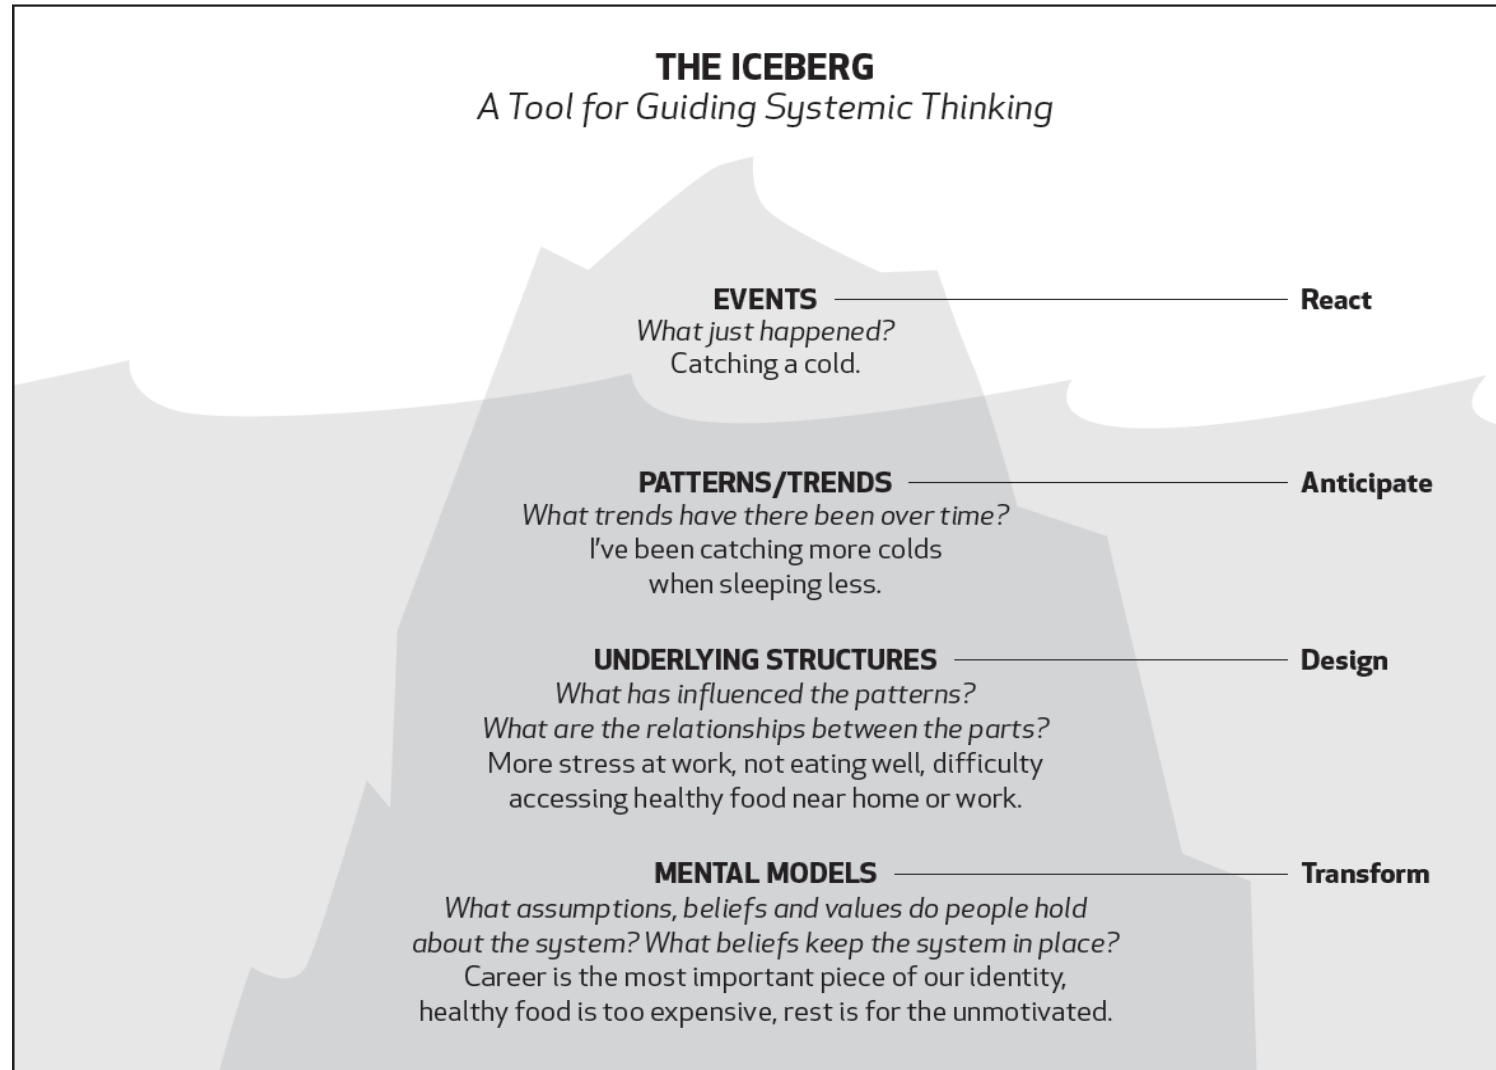 THE ICEBERG
A Tool for Guiding Systemic Thinking
EVENTS
React
What just happened?
Catching a cold.
PATTERNS/TRENDS
Anticipate
What trends have there been over time?
I've been catching more colds
when sleeping less.
UNDERLYING STRUCTURES
Design
What has influenced the patterns?
What are the relationships between the parts?
More stress at work, not eating well, difficulty
accessing healthy food near home or work.
MENTAL MODELS
Transform
What assumptions, beliefs and values do people hold
about the system? What beliefs keep the system in place?
Career is the most important piece of our identity,
healthy food is too expensive, rest is for the unmotivated.